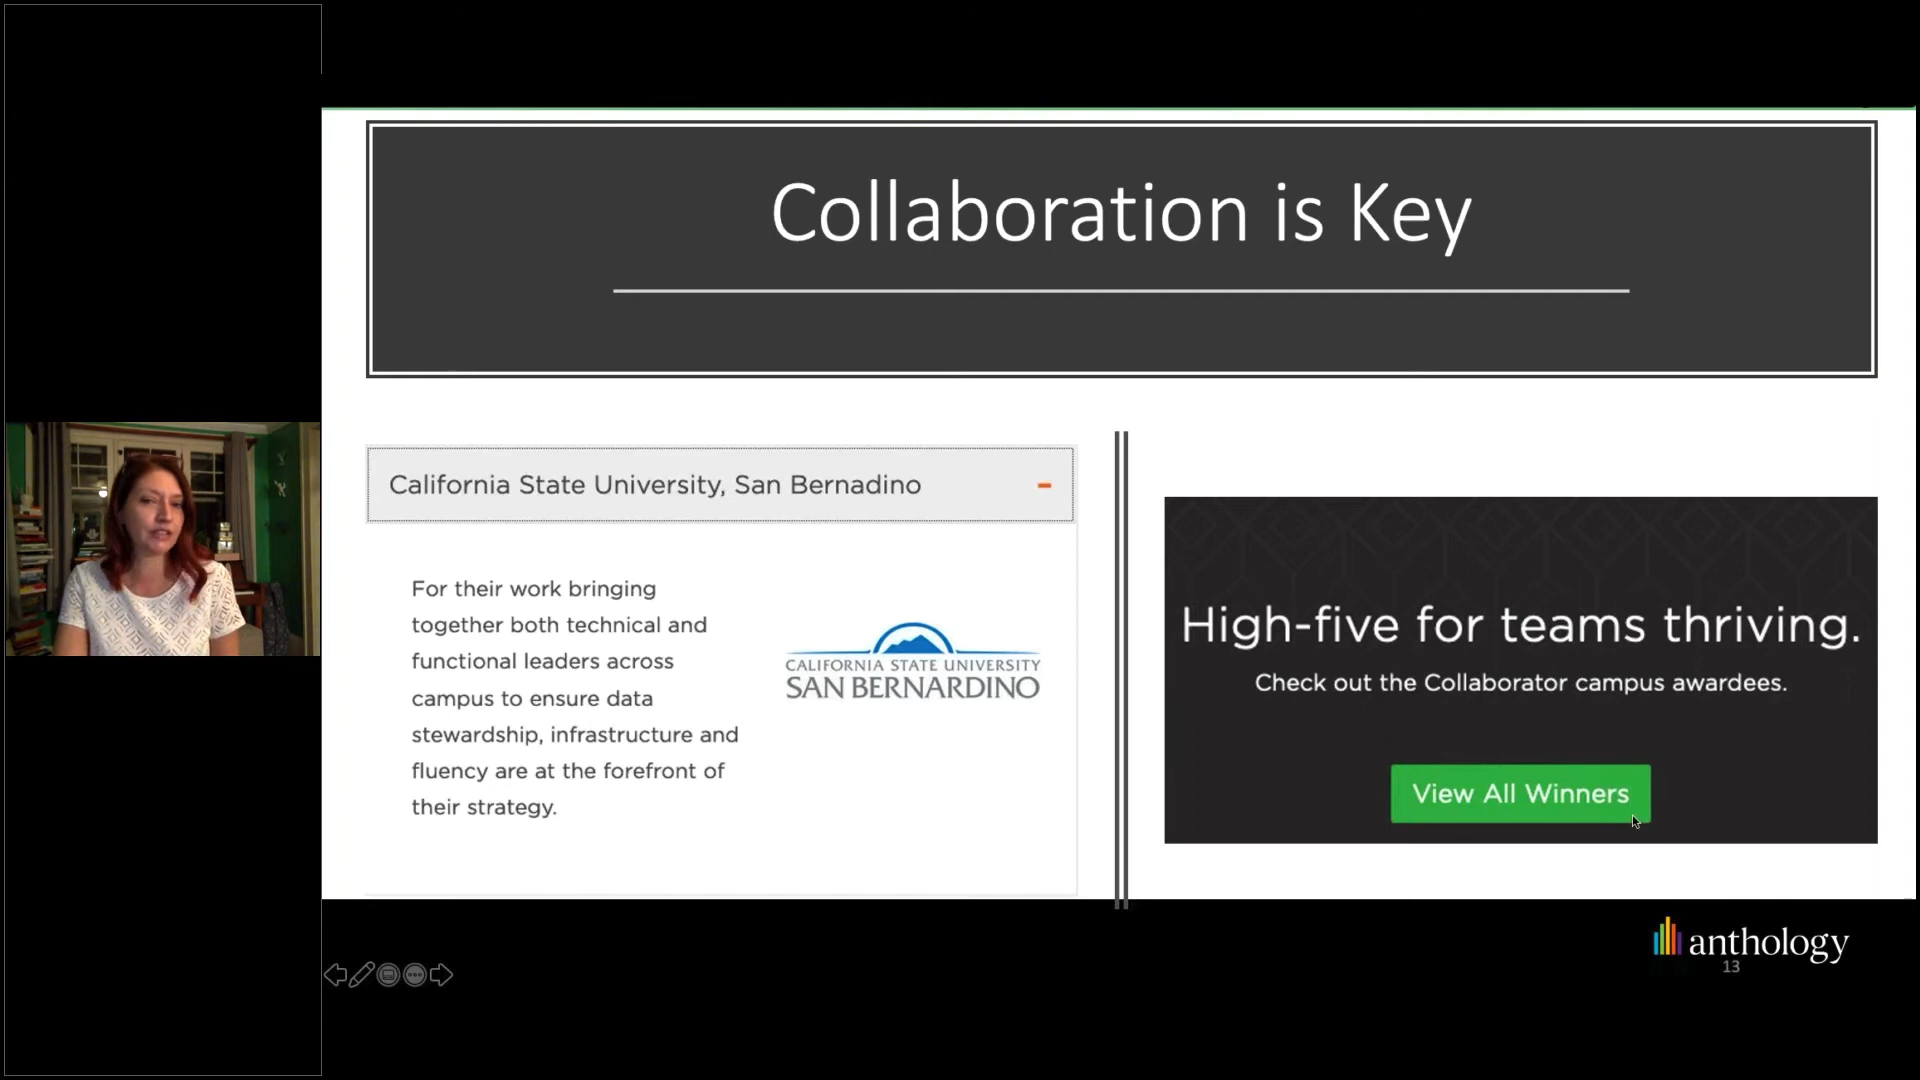 Collaboration is Key
California State University, San Bernadino
For their work bringing
together both technical and
functional leaders across
campus to ensure data
stewardship, infrastructure and
fluency are at the forefront of
their strategy.
CALIFORNIA STATE UNIVERSITY
SAN BERNARDINO
High-five for teams thriving.
Check out the Collaborator campus awardees.
View All Winners
anthology
13